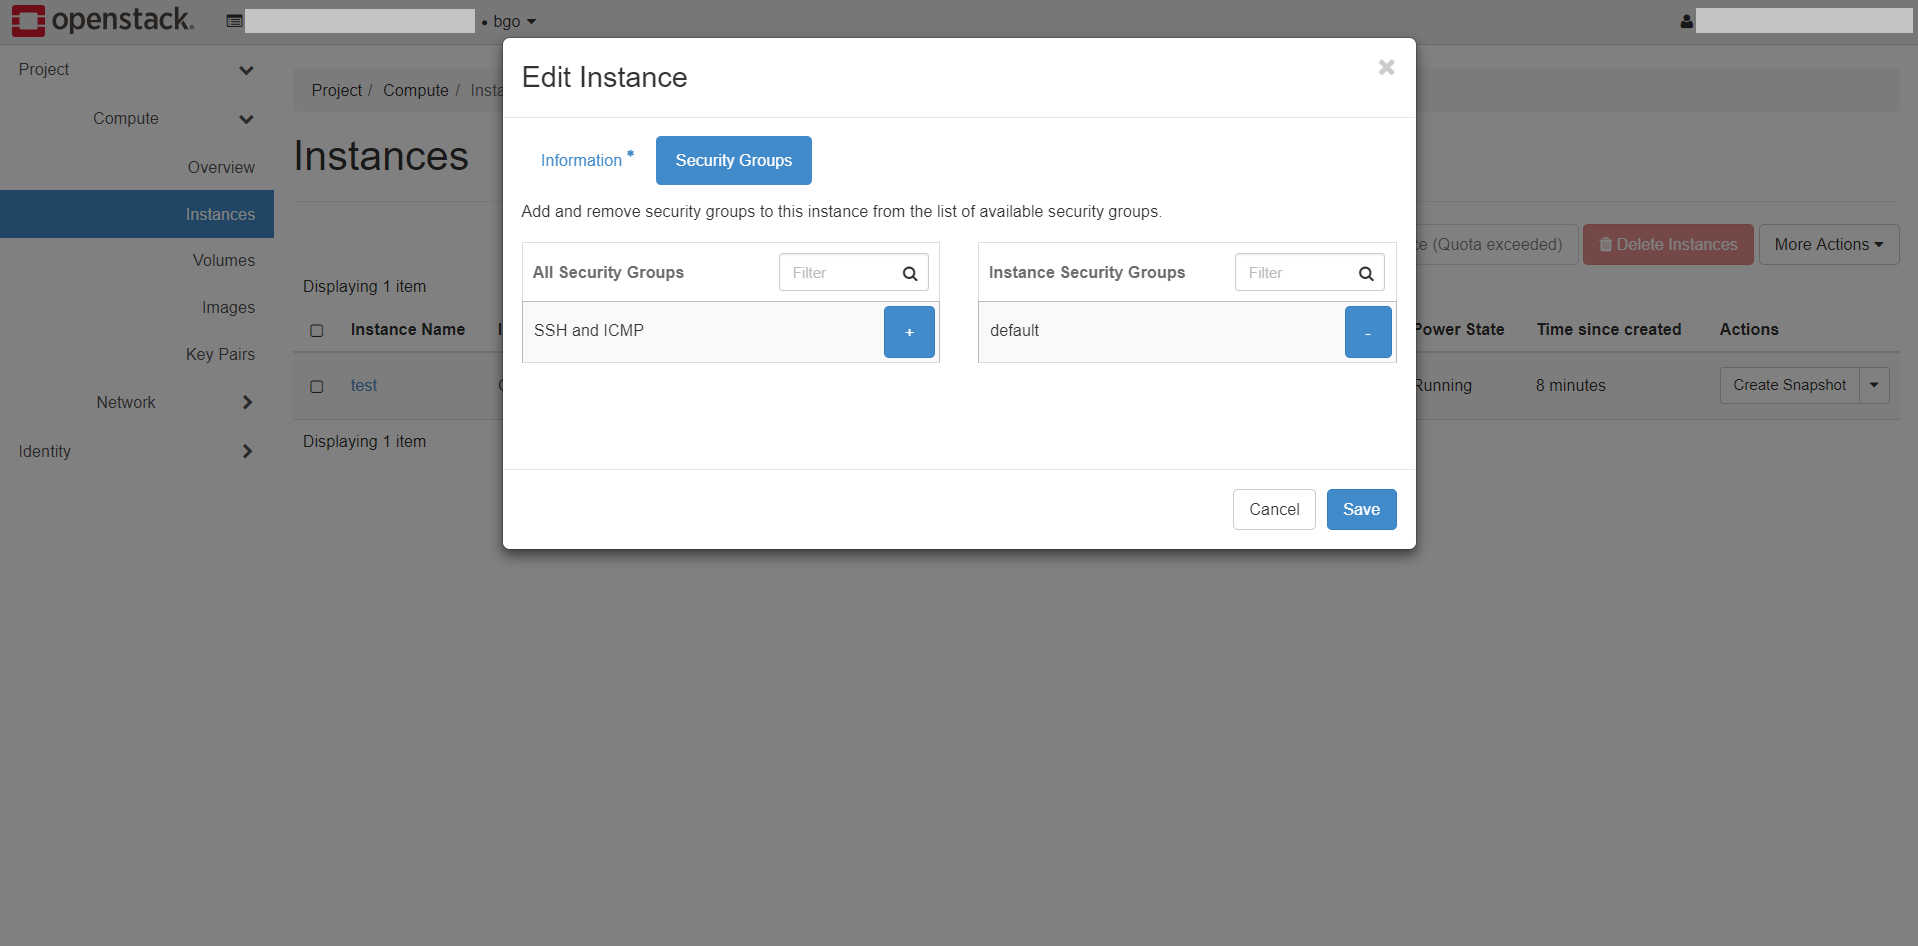 openstack.
• bgo
Project
Compute
Overview
Instances
Volumes
Images
Key Pairs
Network
Identity
Project / Compute /
Instances
Edit Instance
Information *
Security Groups
Add and remove security groups to this instance from the list of available security groups.
All Security Groups
Filter
SSH and ICMP
+
Instance Security Groups
Filter
default
-
Cancel
Save
(Quota exceeded)
Delete Instances
More Actions
Displaying 1 item
Instance Name
Power State
Time since created
Actions
test
Running
8 minutes
Create Snapshot
Displaying 1 item